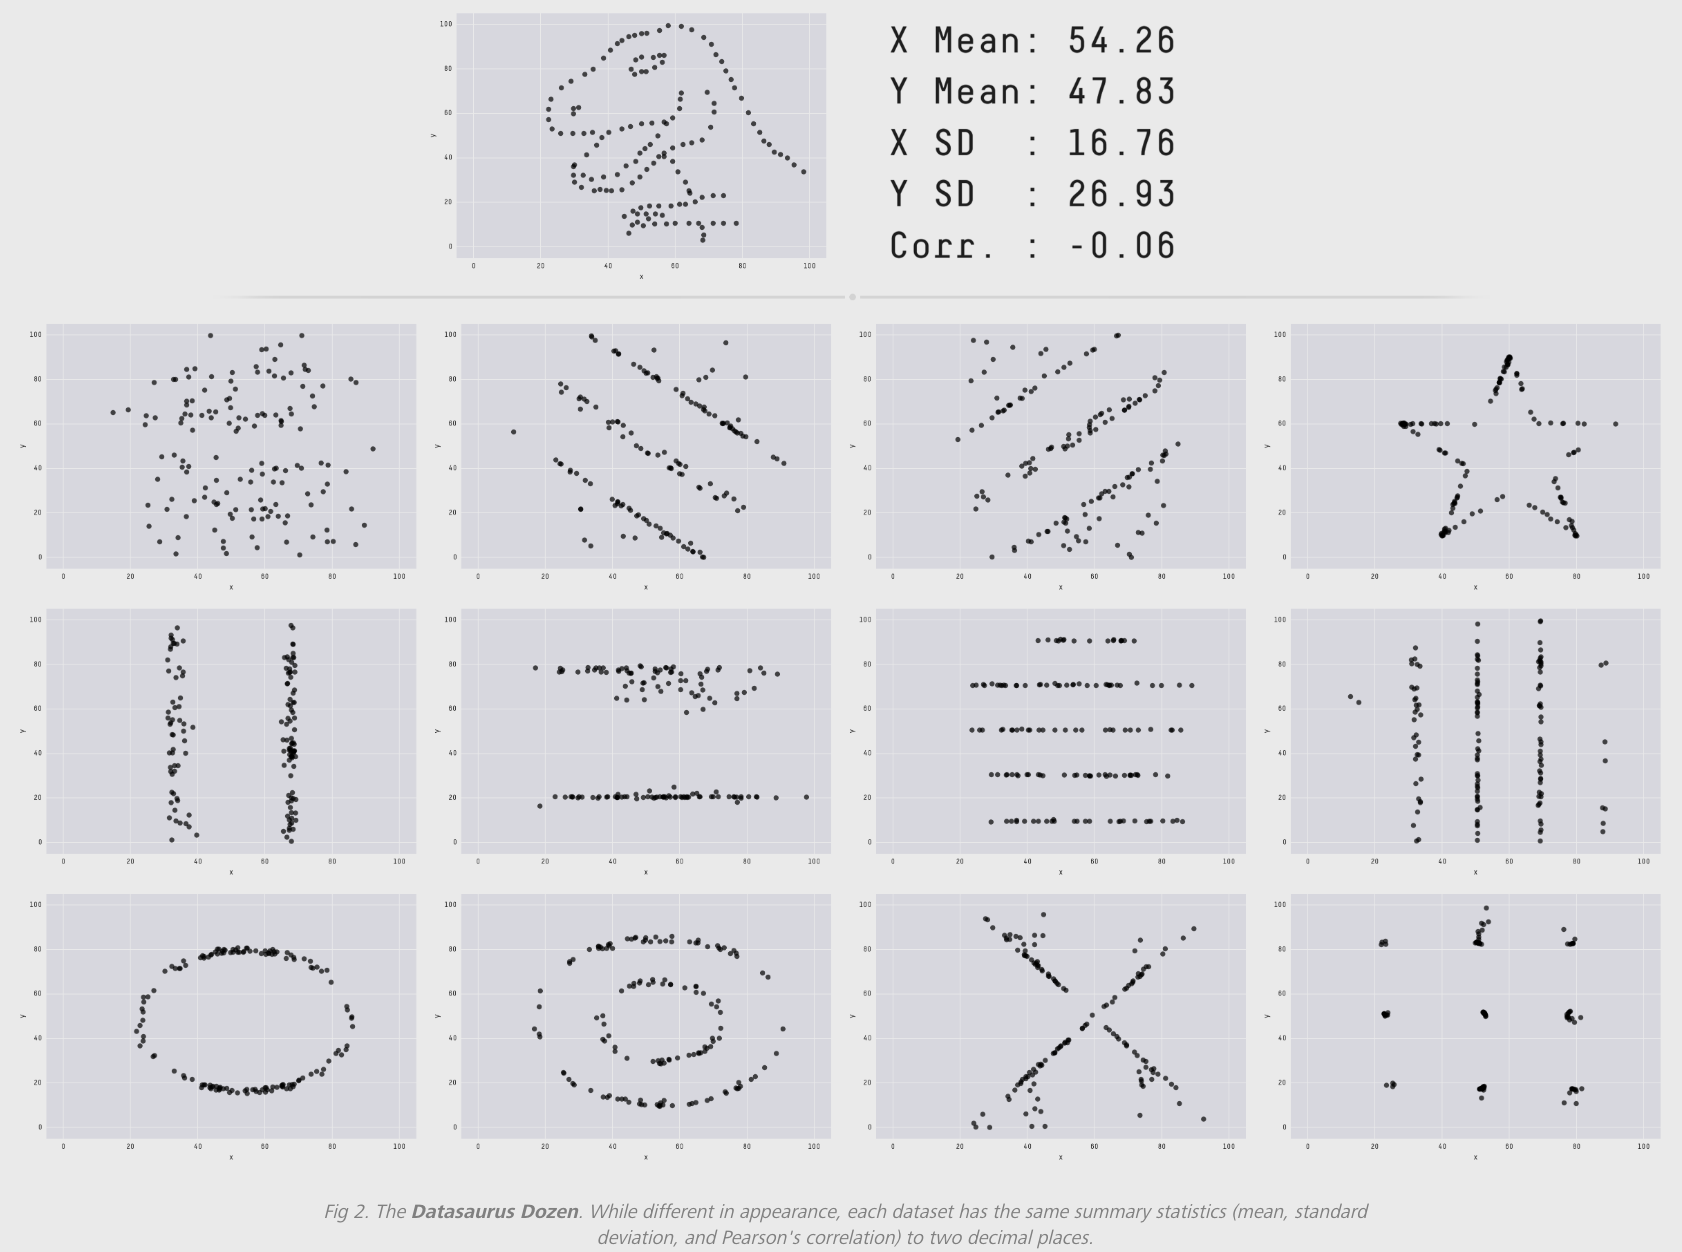 100
80
60
y
40
20
0
0 20 40 60 80 100
x
X Mean: 54.26
Y Mean: 47.83
X SD : 16.76
Y SD : 26.93
Corr. : -0.06
100
80
60
y
40
20
0
0 20 40 60 80 100
x
100
80
60
y
40
20
0
0 20 40 60 80 100
x
100
80
60
y
40
20
0
0 20 40 60 80 100
x
100
80
60
y
40
20
0
0 20 40 60 80 100
x
100
80
60
y
40
20
0
0 20 40 60 80 100
x
100
80
60
y
40
20
0
0 20 40 60 80 100
x
100
80
60
y
40
20
0
0 20 40 60 80 100
x
100
80
60
y
40
20
0
0 20 40 60 80 100
x
100
80
60
y
40
20
0
0 20 40 60 80 100
x
100
80
60
y
40
20
0
0 20 40 60 80 100
x
100
80
60
y
40
20
0
0 20 40 60 80 100
x
100
80
60
y
40
20
0
0 20 40 60 80 100
x
Fig 2. The Datasaurus Dozen. While different in appearance, each dataset has the same summary statistics (mean, standard
deviation, and Pearson's correlation) to two decimal places.